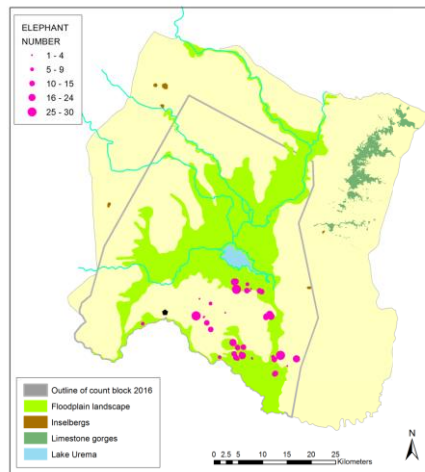 ELEPHANT
NUMBER
1 - 4
5 - 9
10 - 15
16 - 24
25 - 30
Outline of count block 2016
Floodplain landscape
Inselbergs
Limestone gorges
Lake Urema
N
0 2.5 5 10 15 20 25
Kilometers